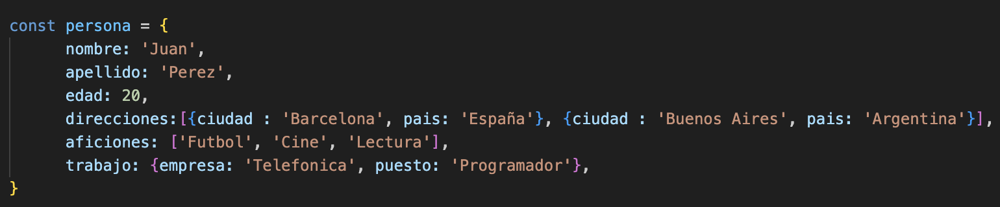 const persona = {
nombre: 'Juan',
apellido: 'Perez',
edad: 20,
direcciones:[{ciudad : 'Barcelona', pais: 'España'}, {ciudad : 'Buenos Aires', pais: 'Argentina'}],
aficiones: ['Futbol', 'Cine', 'Lectura'],
trabajo: {empresa: 'Telefonica', puesto: 'Programador'},
}